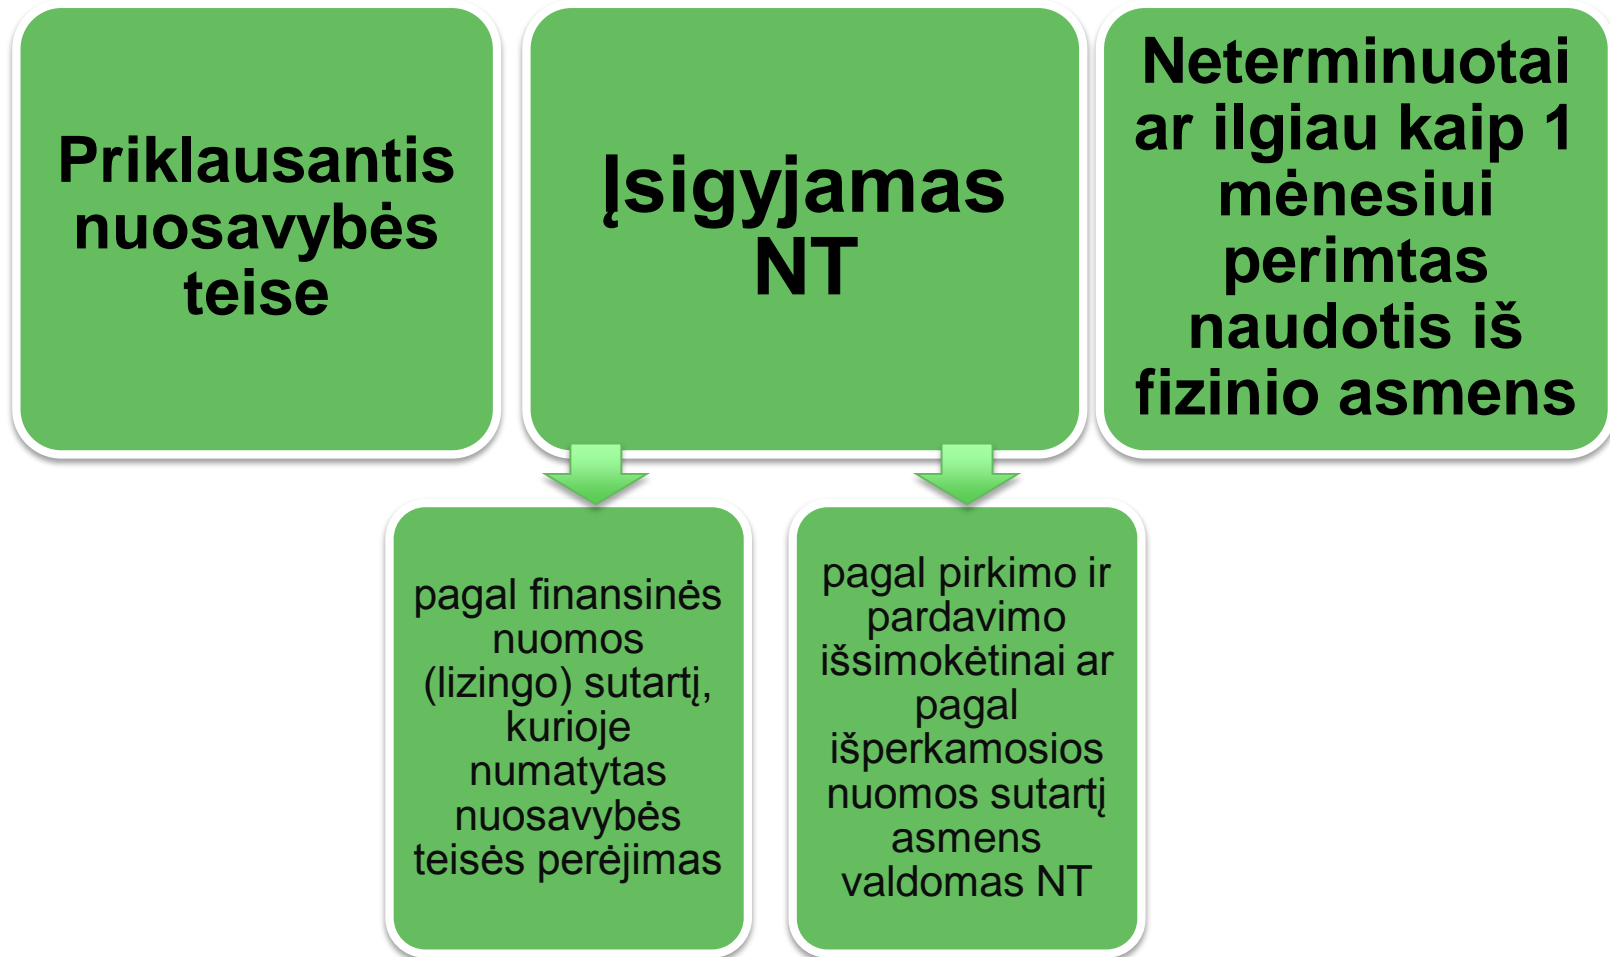 Priklausantis
nuosavybės
teise
Įsigyjamas
NT
Neterminuotai
ar ilgiau kaip 1
mėnesiui
perimtas
naudotis iš
fizinio asmens
pagal finansinės
nuomos
(lizingo) sutartį,
kurioje
numatytas
nuosavybės
teisės perėjimas
pagal pirkimo ir
pardavimo
išsimokėtinai ar
pagal
išperkamosios
nuomos sutartį
asmens
valdomas NT